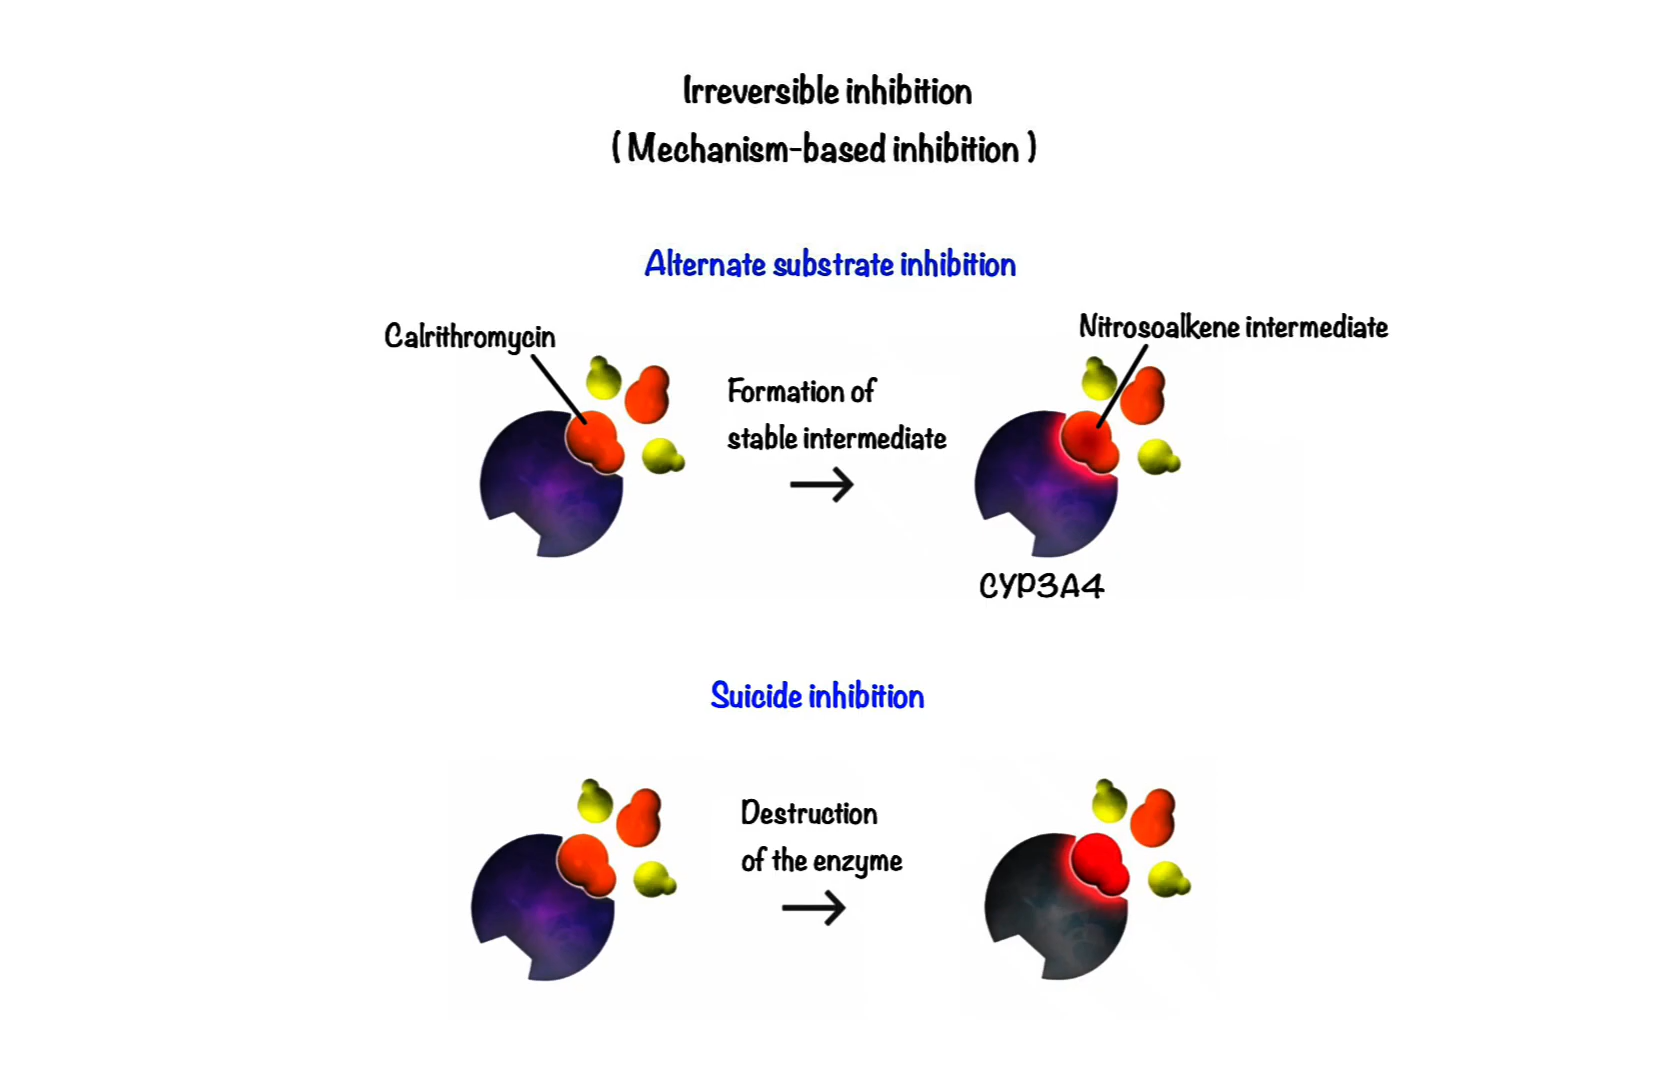 Irreversible inhibition
( Mechanism-based inhibition )
Alternate substrate inhibition
Calrithromycin
Nitrosoalkene intermediate
Formation of
stable intermediate
CYP3A4
Suicide inhibition
Destruction
of the enzyme